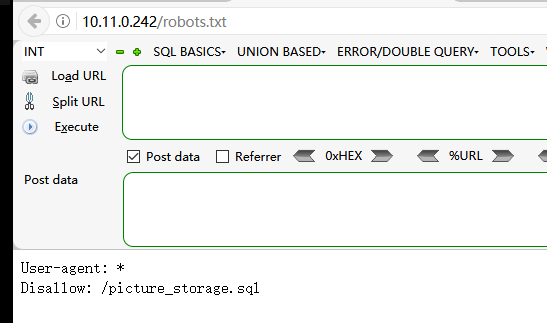 10.11.0.242/robots.txt
INT SQL BASICS UNION BASED ERROR/DOUBLE QUERY TOOLS
Load URL
Split URL
Execute
Post data Referrer 0xHEX %URL
Post data
User-agent: *
Disallow: /picture_storage.sql